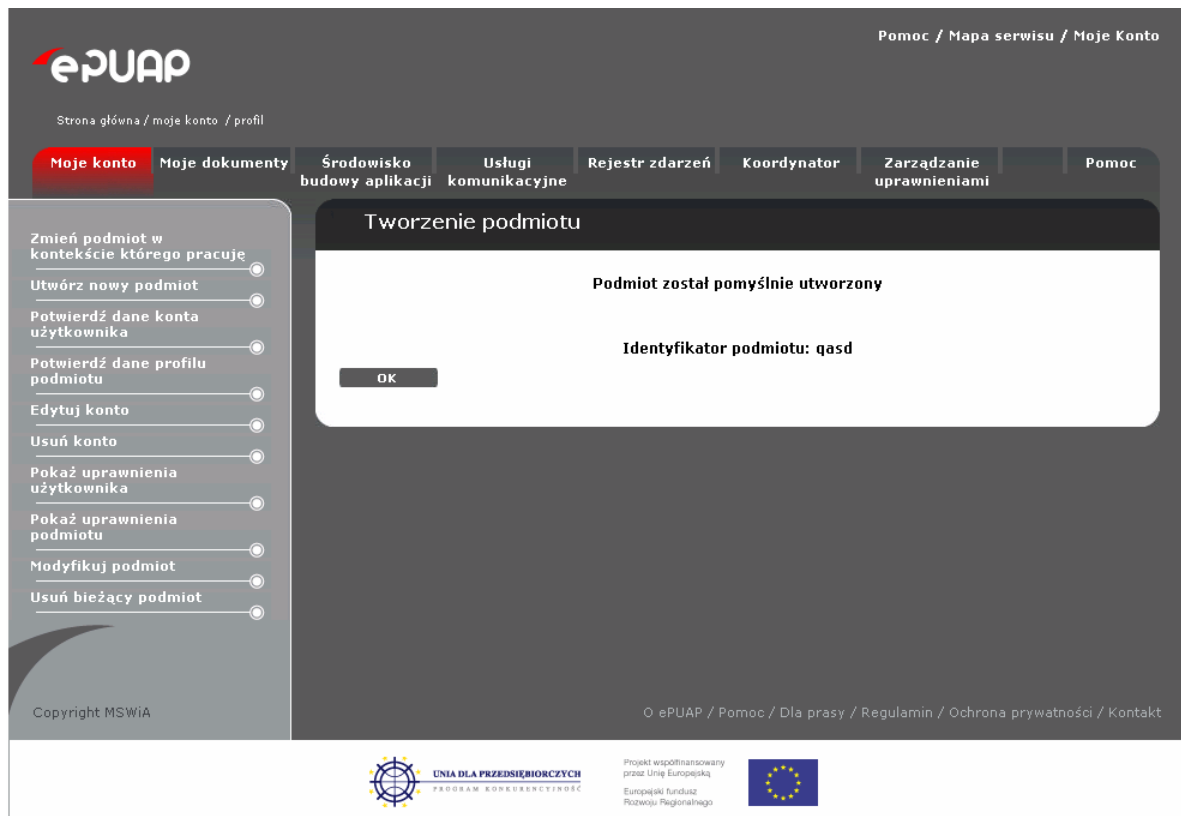 Pomoc / Mapa serwisu / Moje Konto
ePUAP
Strona główna / moje konto / profil
Moje konto Moje dokumenty Środowisko budowy aplikacji Usługi komunikacyjne Rejestr zdarzeń Koordynator Zarządzanie uprawnieniami Pomoc
Tworzenie podmiotu
Zmień podmiot w
kontekście którego pracuję
Utwórz nowy podmiot
Potwierdź dane konta
użytkownika
Potwierdź dane profilu
podmiotu
Edytuj konto
Usuń konto
Pokaż uprawnienia
użytkownika
Pokaż uprawnienia
podmiotu
Modyfikuj podmiot
Usuń bieżący podmiot
Podmiot został pomyślnie utworzony
Identyfikator podmiotu: qasd
OK
Copyright MSWiA
O ePUAP / Pomoc / Dla prasy / Regulamin / Ochrona prywatności / Kontakt
UNIA DLA PRZEDSIĘBIORCZYCH
PROGRAM KONKURENCYJNOŚĆ
Projekt współfinansowany
przez Unię Europejską
Europejski fundusz
Rozwoju Regionalnego